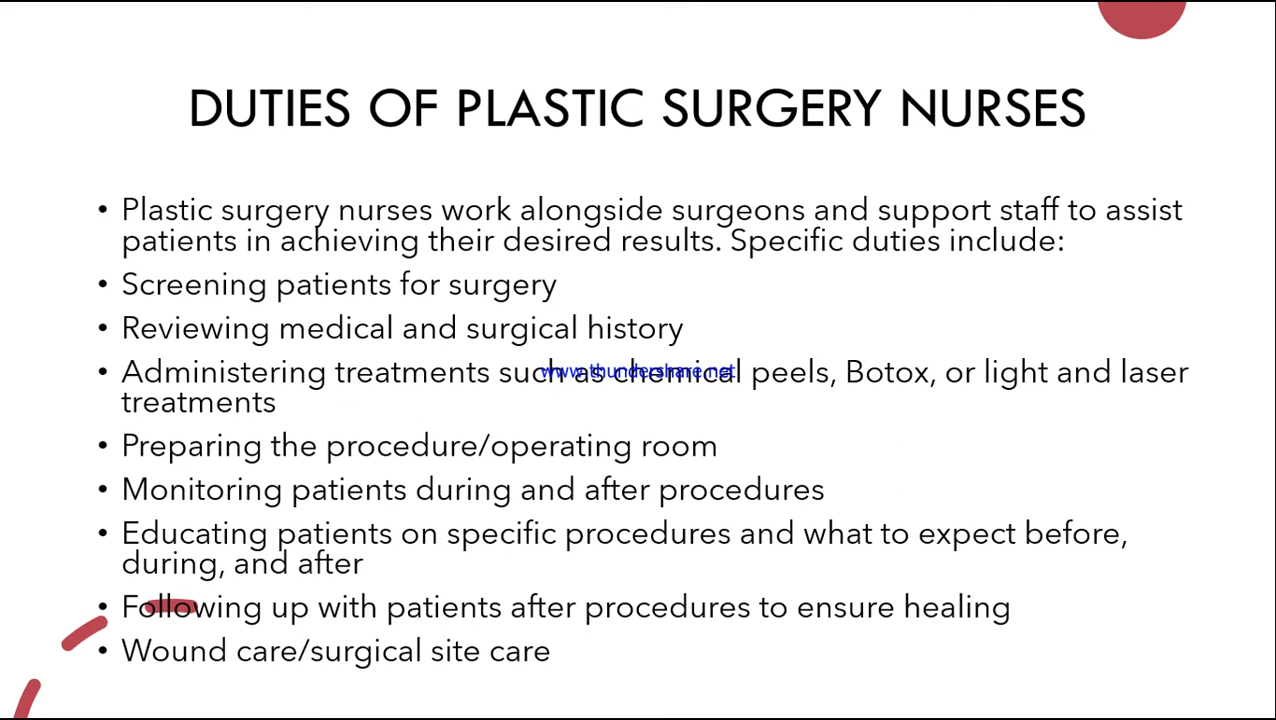 DUTIES OF PLASTIC SURGERY NURSES
• Plastic surgery nurses work alongside surgeons and support staff to assist
patients in achieving their desired results. Specific duties include:
• Screening patients for surgery
• Reviewing medical and surgical history
• Administering treatments such as chemical peels, Botox, or light and laser
www.thundershare.net
treatments
• Preparing the procedure/operating room
• Monitoring patients during and after procedures
• Educating patients on specific procedures and what to expect before,
during, and after
• Following up with patients after procedures to ensure healing
• Wound care/surgical site care